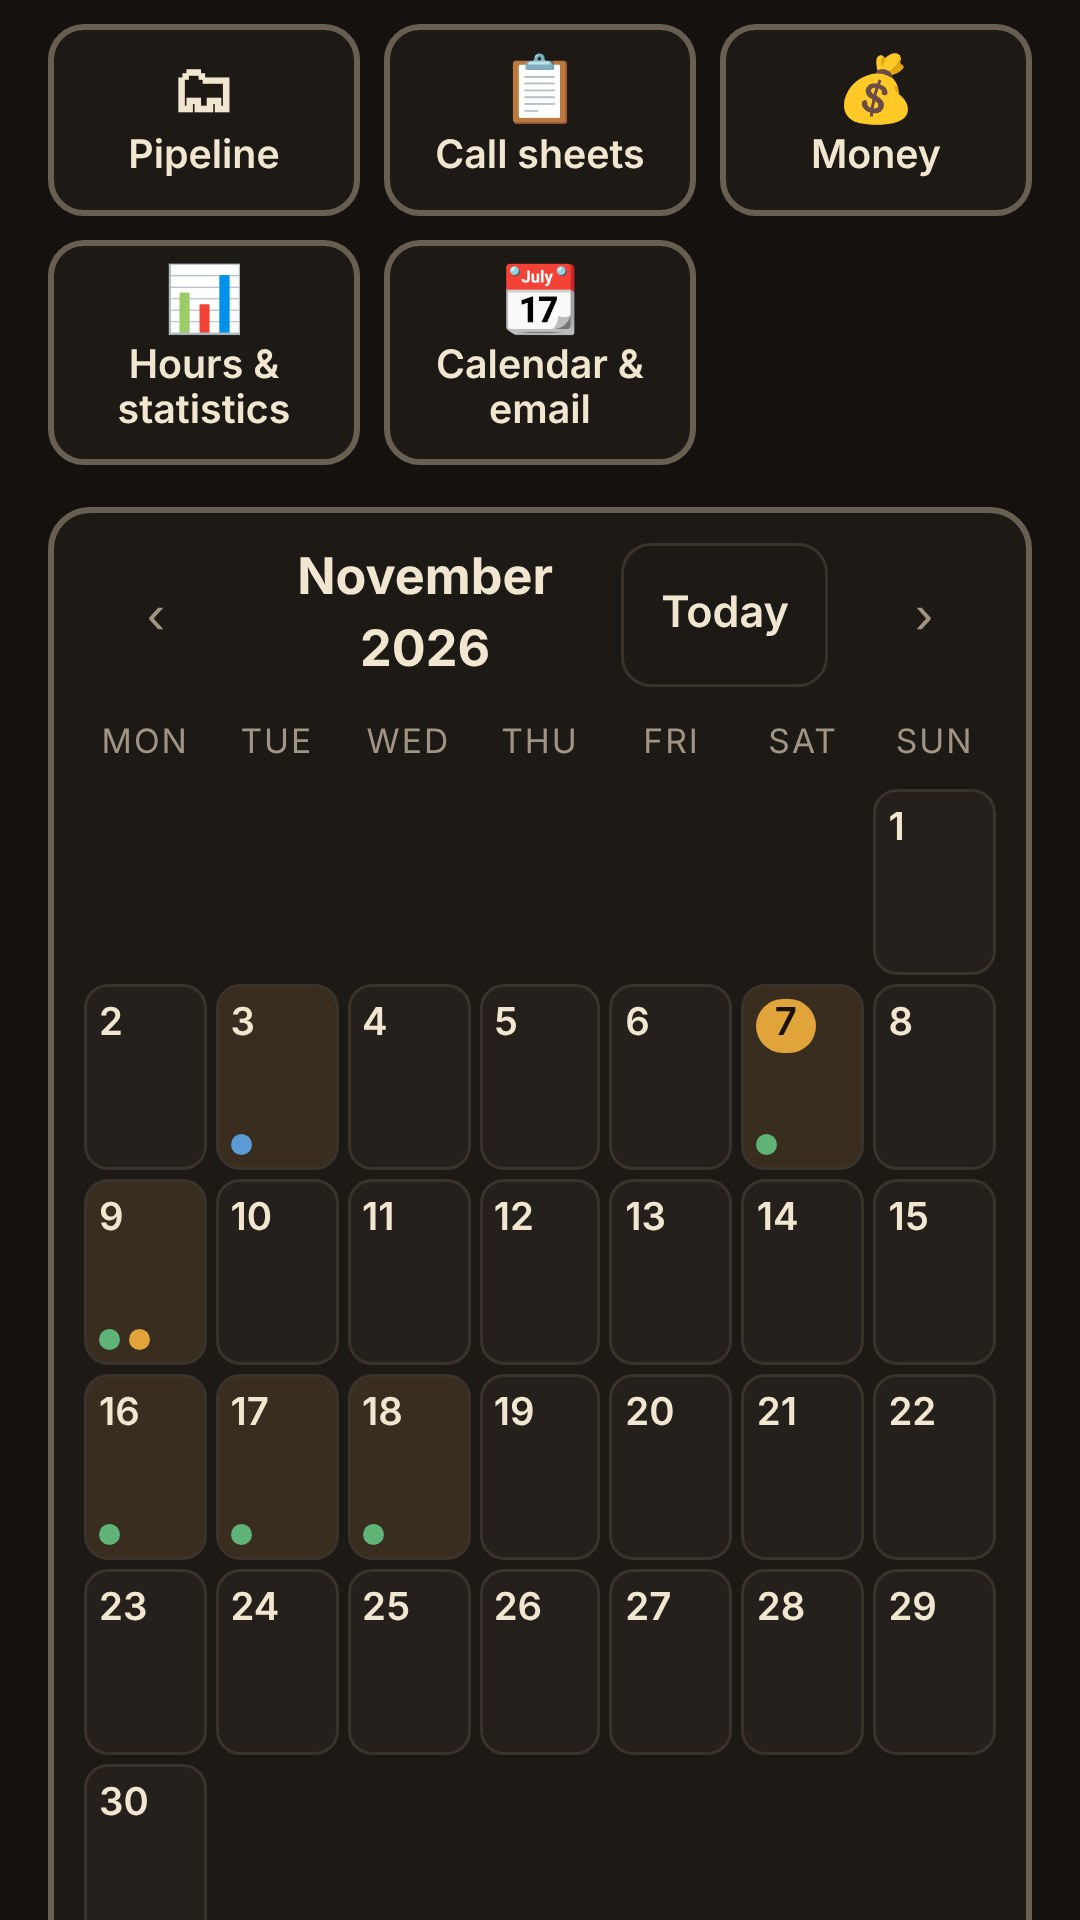 Pipeline
Call sheets
Money
July
17
Hours &
statistics
Calendar &
email
‹
November
2026
Today
›
MON TUE WED THU FRI SAT SUN
1
2 3 4 5 6 7 8
9 10 11 12 13 14 15
16 17 18 19 20 21 22
23 24 25 26 27 28 29
30